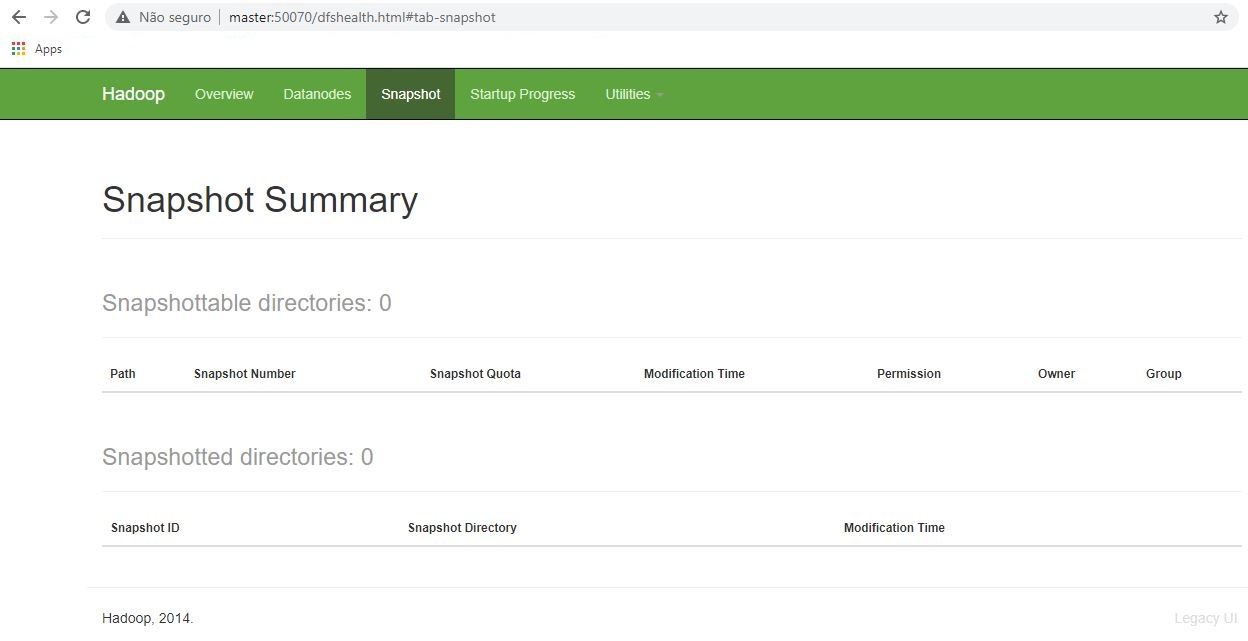 Não seguro master:50070/dfshealth.html#tab-snapshot
Apps
Hadoop Overview Datanodes Snapshot Startup Progress Utilities
Snapshot Summary
Snapshottable directories: 0
Path Snapshot Number Snapshot Quota Modification Time Permission Owner Group
Snapshotted directories: 0
Snapshot ID Snapshot Directory Modification Time
Hadoop, 2014. Legacy UI